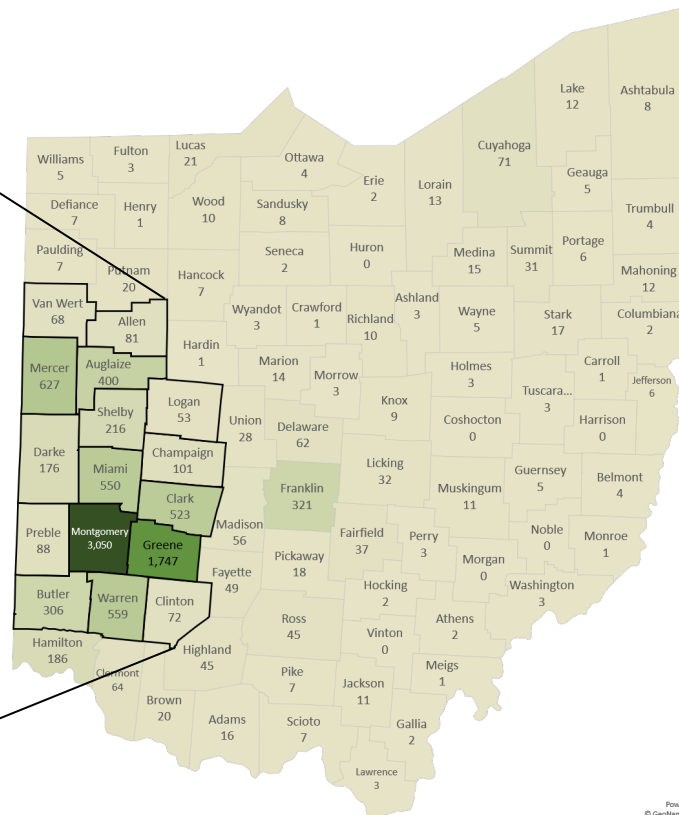 Lake
12
Ashtabula
8
Cuyahoga
71
Geauga
5
Trumbull
4
Williams
5
Fulton
3
Lucas
21
Ottawa
4
Erie
2
Lorain
13
Defiance
7
Henry
1
Wood
10
Sandusky
8
Huron
0
Medina
15
Summit
31
Portage
6
Mahoning
12
Paulding
7
Putnam
20
Hancock
7
Seneca
2
Van Wert
68
Allen
81
Wyandot
3
Crawford
1
Richland
10
Ashland
3
Wayne
5
Stark
17
Columbiana
2
Mercer
627
Auglaize
400
Hardin
1
Marion
14
Morrow
3
Holmes
3
Carroll
1
Jefferson
6
Tuscara...
3
Shelby
216
Logan
53
Union
28
Delaware
62
Knox
9
Coshocton
0
Harrison
0
Darke
176
Miami
550
Champaign
101
Clark
523
Franklin
321
Licking
32
Muskingum
11
Guernsey
5
Belmont
4
Preble
88
Montgomery
3,050
Greene
1,747
Madison
56
Fairfield
37
Perry
3
Noble
0
Monroe
1
Pickaway
18
Morgan
0
Washington
3
Fayette
49
Hocking
2
Athens
2
Butler
306
Warren
559
Clinton
72
Ross
45
Vinton
0
Hamilton
186
Clermont
64
Highland
45
Pike
7
Jackson
11
Meigs
1
Brown
20
Adams
16
Scioto
7
Gallia
2
Lawrence
3
Pow
© GeoNam